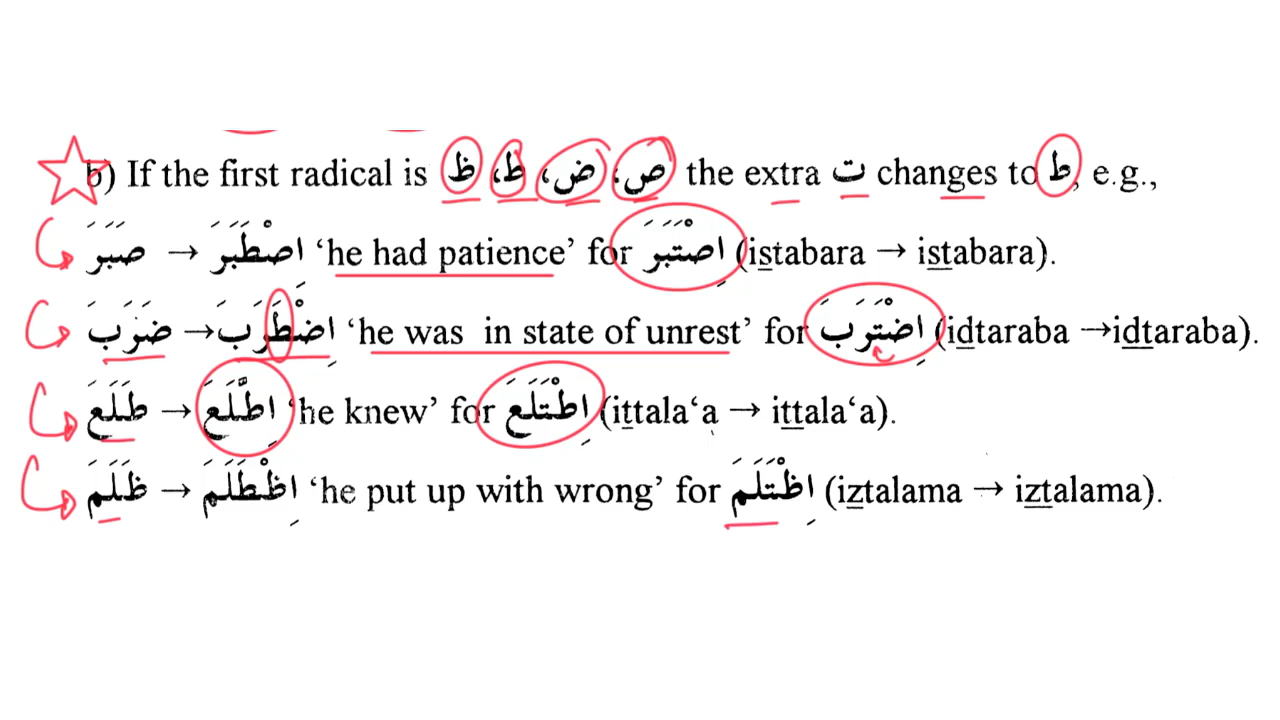 b) If the first radical is ص، ض، ط، ظ the extra ت changes to ط, e.g.,
صَبَرَ → اِصْطَبَرَ ‘he had patience’ for اِصْتَبَرَ (istabara → istabara).
ضَرَبَ → اِضْطَرَبَ ‘he was in state of unrest’ for اِضْتَرَبَ (idtaraba →idtaraba).
طَلَعَ → اِطَّلَعَ ‘he knew’ for اِطْتَلَعَ (ittala‘a → ittala‘a).
ظَلَمَ → اِظْطَلَمَ ‘he put up with wrong’ for اِظْتَلَمَ (iztalama → iztalama).